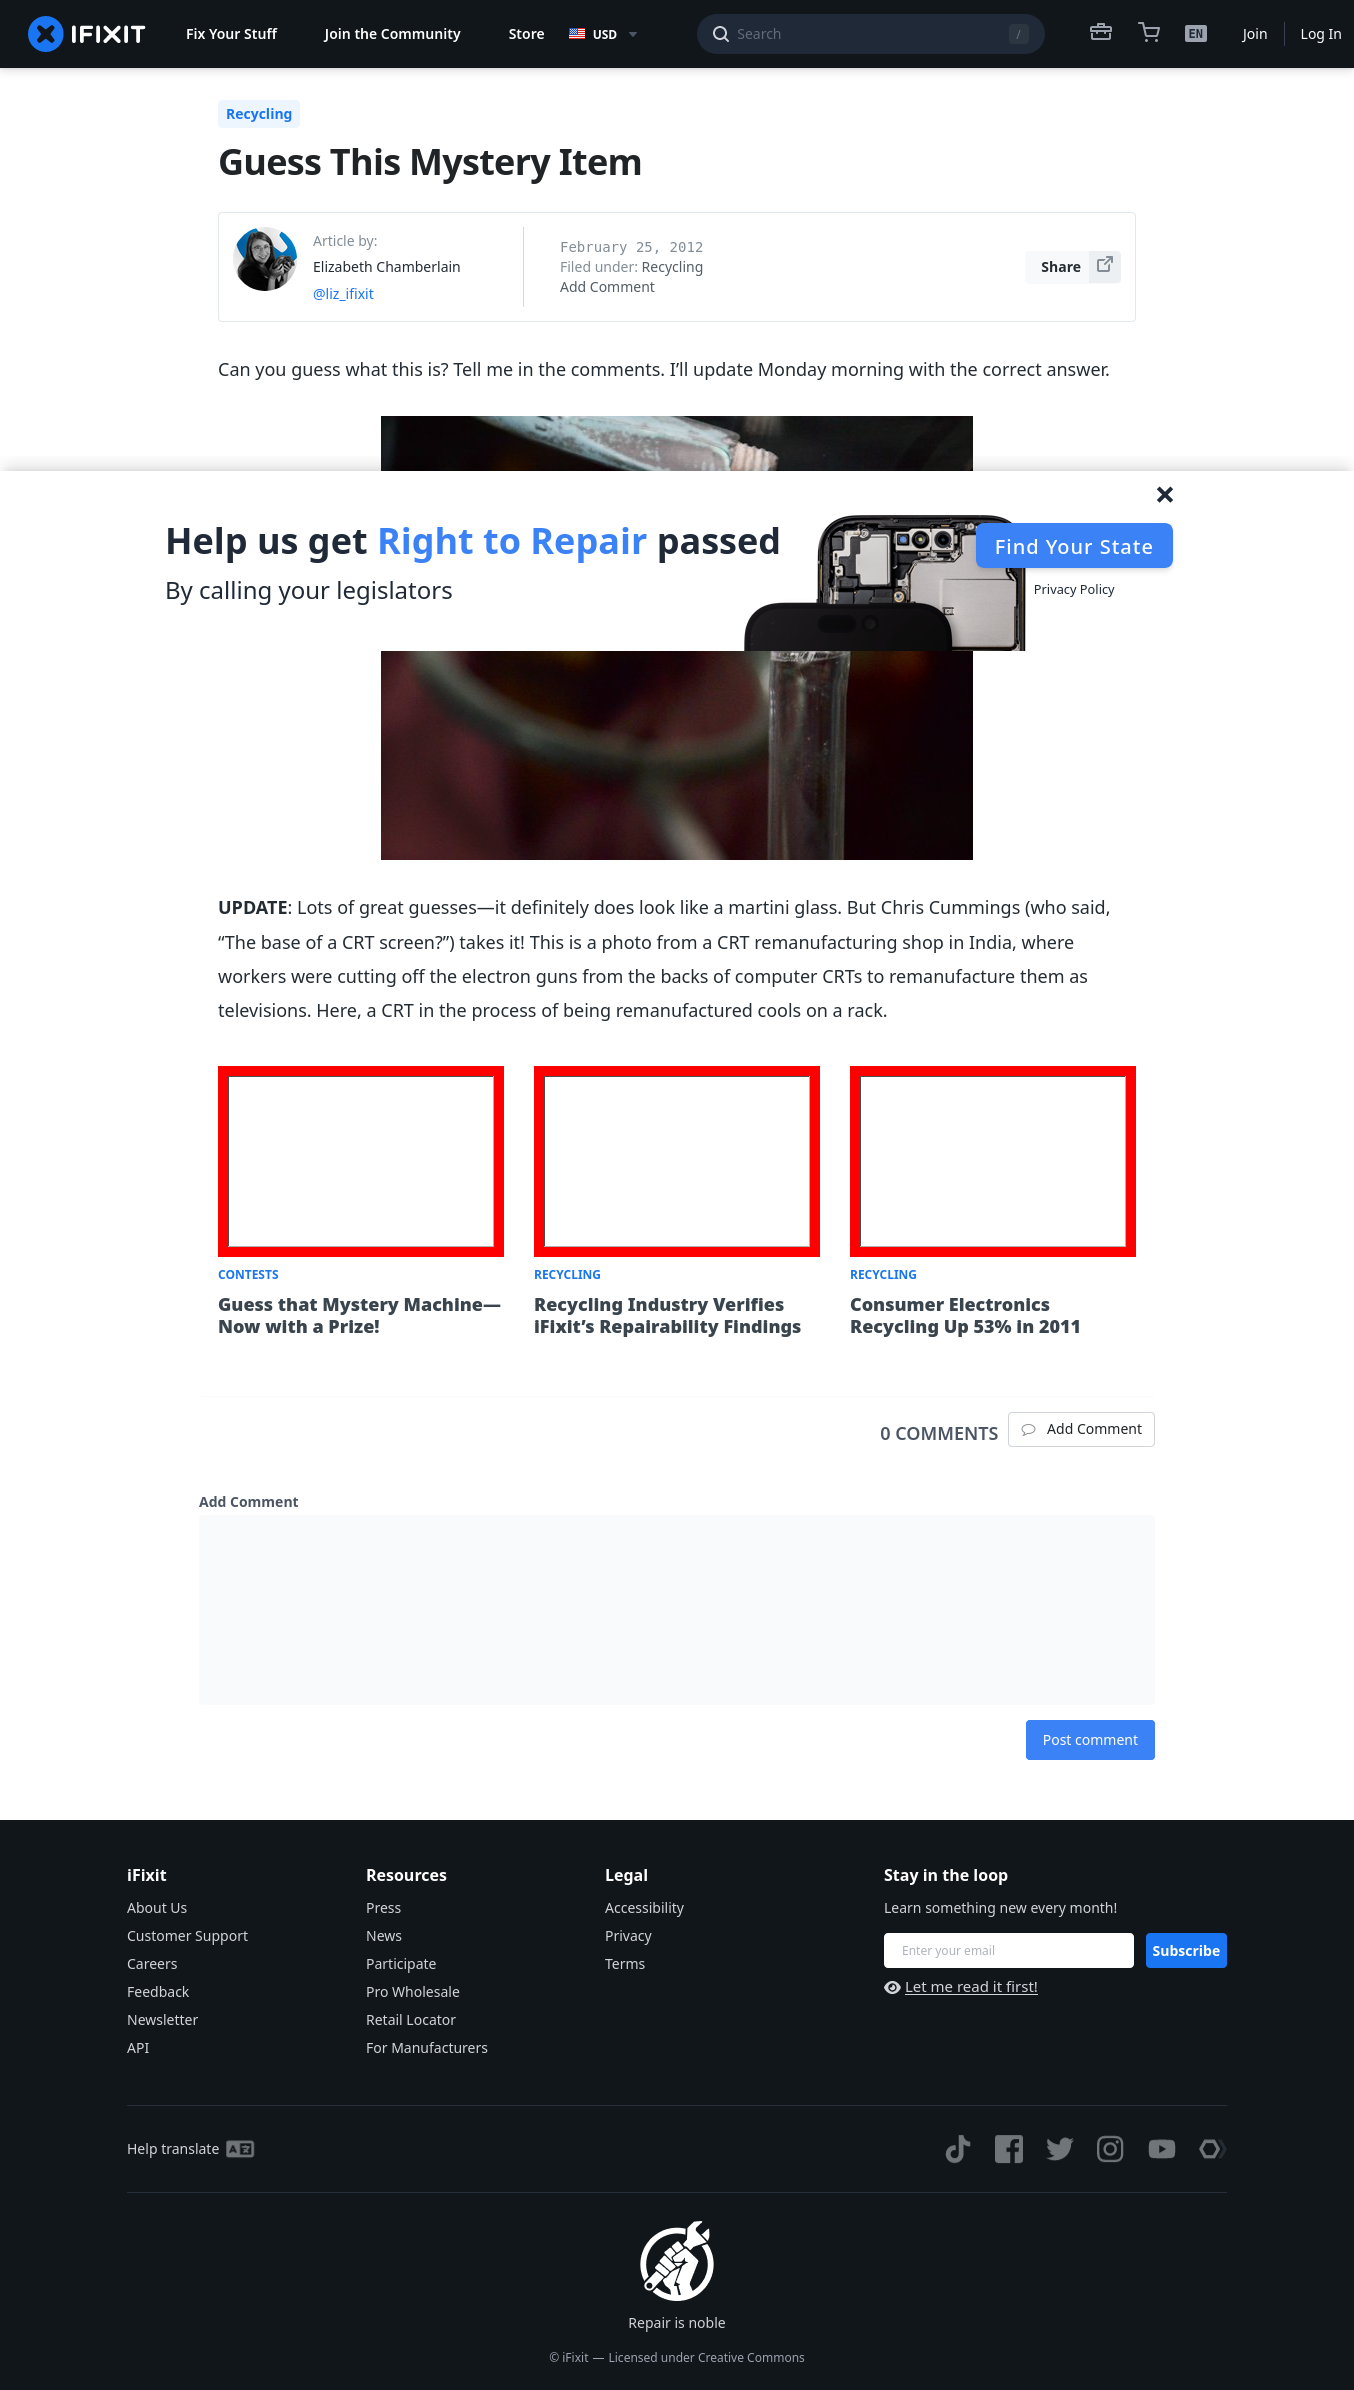 IFIXIT
Fix Your Stuff
Join the Community
Store
USD
Search
/
EN
Join
Log In
Recycling
Guess This Mystery Item
Article by:
Elizabeth Chamberlain
@liz_ifixit
February 25, 2012
Filed under: Recycling
Add Comment
Share
Can you guess what this is? Tell me in the comments. I’ll update Monday morning with the correct answer.
Help us get Right to Repair passed
By calling your legislators
Find Your State
Privacy Policy
UPDATE: Lots of great guesses—it definitely does look like a martini glass. But Chris Cummings (who said,
“The base of a CRT screen?”) takes it! This is a photo from a CRT remanufacturing shop in India, where
workers were cutting off the electron guns from the backs of computer CRTs to remanufacture them as
televisions. Here, a CRT in the process of being remanufactured cools on a rack.
CONTESTS
Guess that Mystery Machine—
Now with a Prize!
RECYCLING
Recycling Industry Verifies
iFixit’s Repairability Findings
RECYCLING
Consumer Electronics
Recycling Up 53% in 2011
0 COMMENTS
Add Comment
Add Comment
Post comment
iFixit
About Us
Customer Support
Careers
Feedback
Newsletter
API
Resources
Press
News
Participate
Pro Wholesale
Retail Locator
For Manufacturers
Legal
Accessibility
Privacy
Terms
Stay in the loop
Learn something new every month!
Enter your email
Subscribe
Let me read it first!
Help translate
Repair is noble
© iFixit — Licensed under Creative Commons